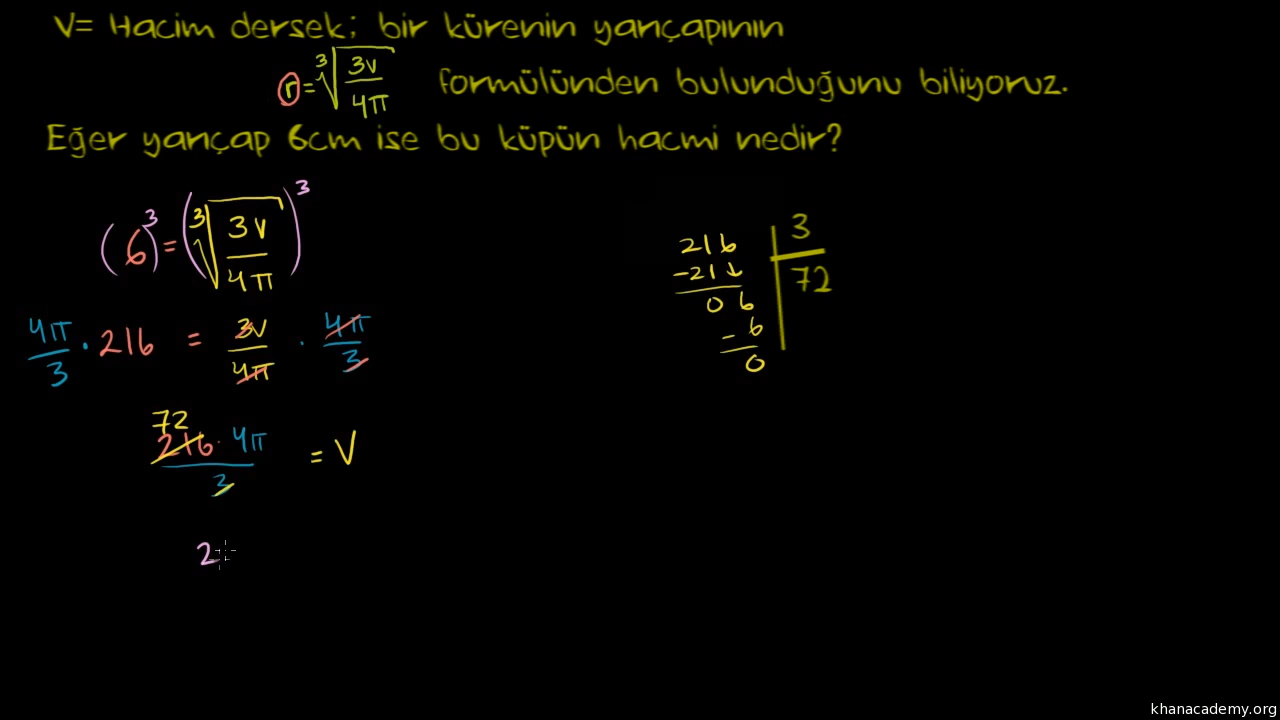 V= Hacim dersek; bir kürenin yarıçapının
r=∛(3V/4π) formülünden bulunduğunu biliyoruz.
Eğer yarıçap 6cm ise bu küpün hacmi nedir?
(6)³=(∛(3V/4π))³
4π/3 · 216 = 3V/4π · 4π/3
72
216 · 4π/3 = V
2
216 3
-21 72
06
-6
0
khanacademy.org